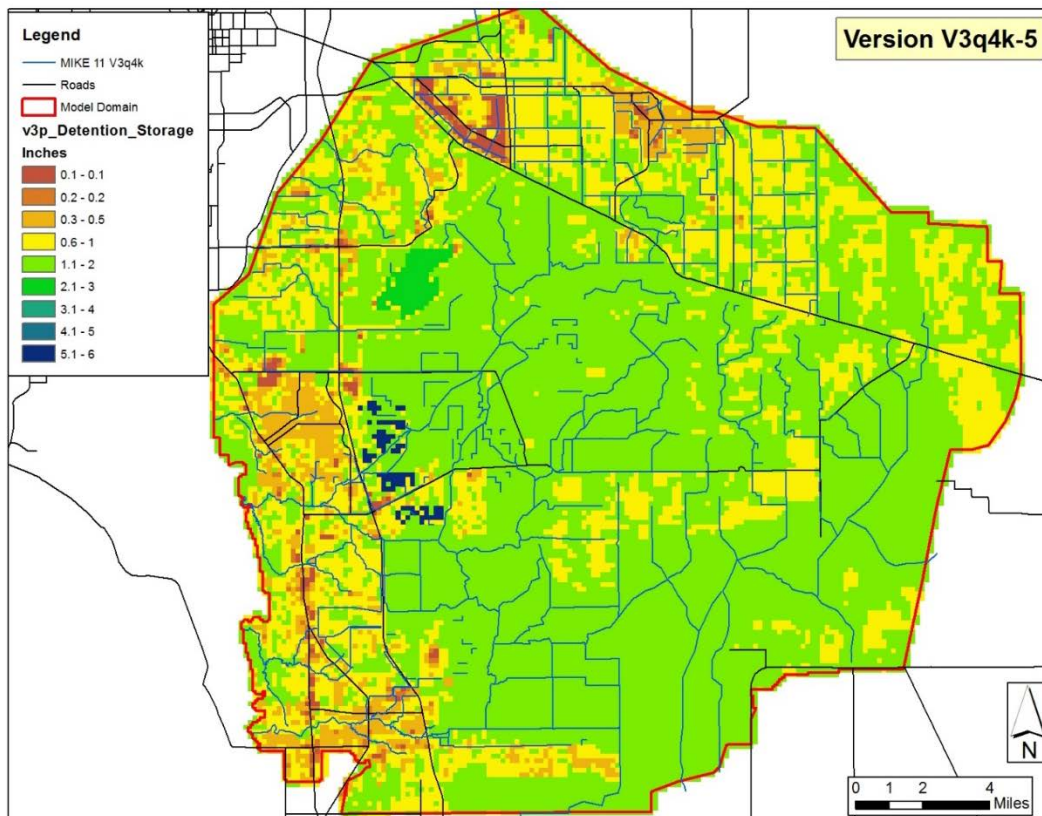 Version V3q4k-5
Legend
MIKE 11 V3q4k
Roads
Model Domain
v3p_Detention_Storage
Inches
0.1 - 0.1
0.2 - 0.2
0.3 - 0.5
0.6 - 1
1.1 - 2
2.1 - 3
3.1 - 4
4.1 - 5
5.1 - 6
N
0 1 2 4
Miles